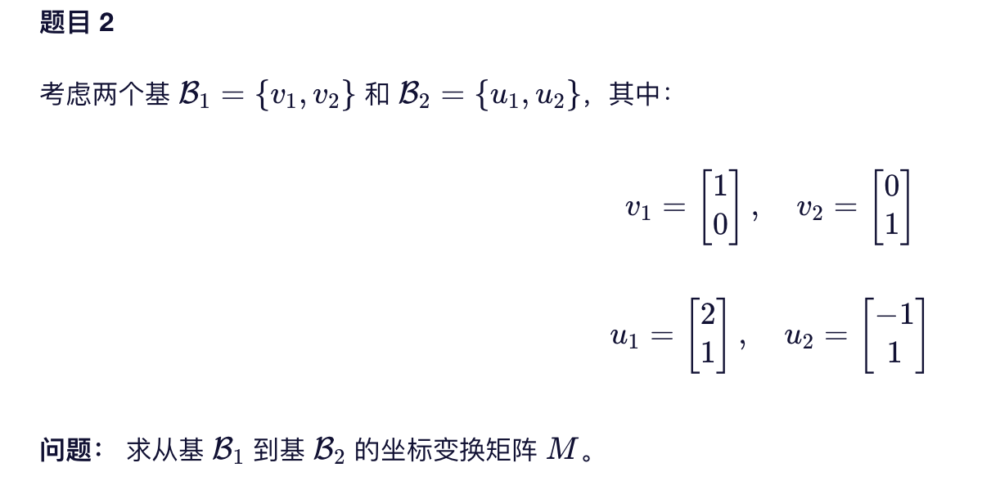 题目 2
考虑两个基 $\mathcal{B}_1 = \{v_1, v_2\}$ 和 $\mathcal{B}_2 = \{u_1, u_2\}$，其中：
$v_1 = \begin{bmatrix} 1 \\ 0 \end{bmatrix}, \quad v_2 = \begin{bmatrix} 0 \\ 1 \end{bmatrix}$
$u_1 = \begin{bmatrix} 2 \\ 1 \end{bmatrix}, \quad u_2 = \begin{bmatrix} -1 \\ 1 \end{bmatrix}$
问题： 求从基 $\mathcal{B}_1$ 到基 $\mathcal{B}_2$ 的坐标变换矩阵 $M$。